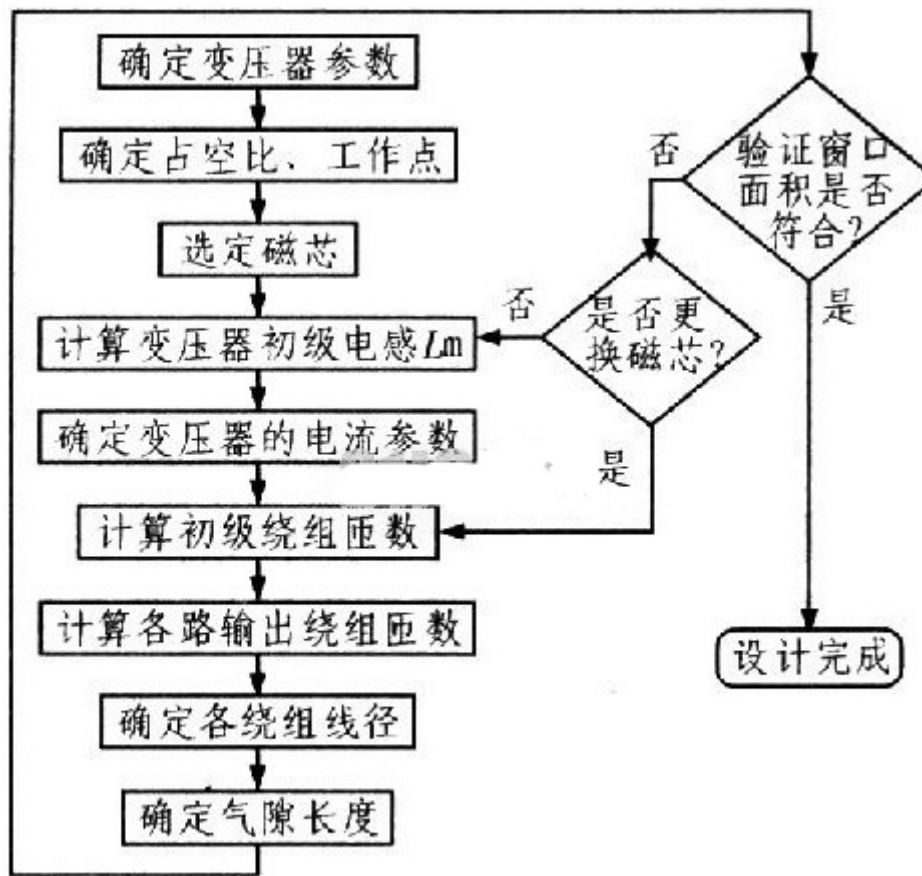 确定变压器参数
确定占空比、工作点
选定磁芯
计算变压器初级电感Lm
确定变压器的电流参数
计算初级绕组匝数
计算各路输出绕组匝数
确定各绕组线径
确定气隙长度
否
验证窗口
面积是否
符合?
是
否
是否更
换磁芯?
是
设计完成